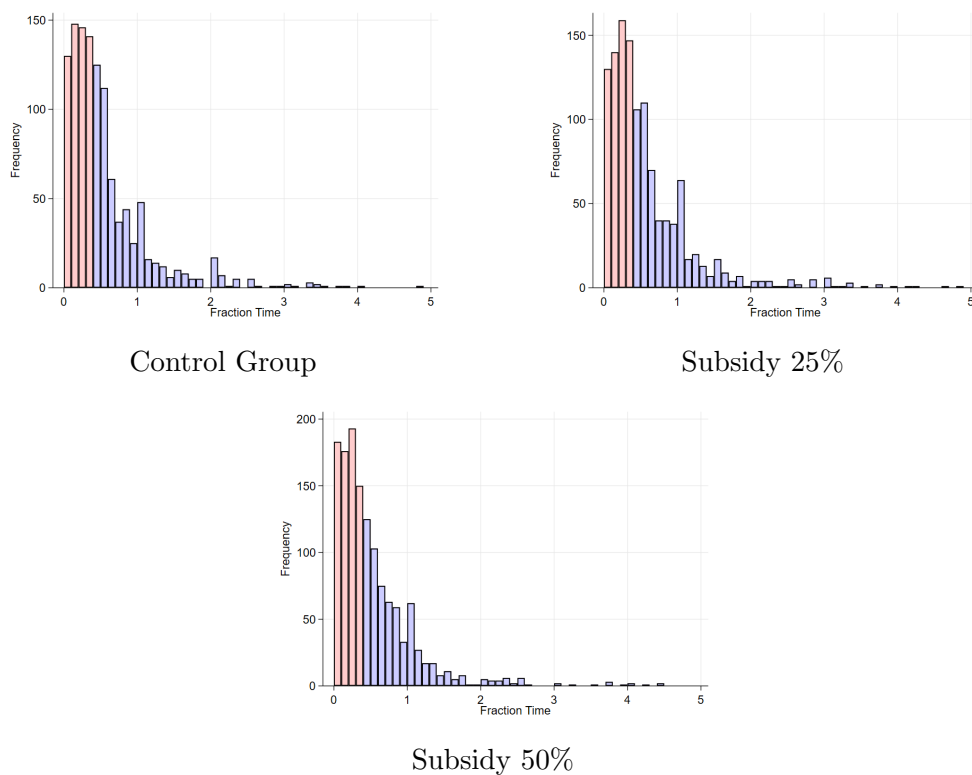 150
100
50
0
Frequency
0 1 2 3 4 5
Fraction Time
Control Group
150
100
50
0
Frequency
0 1 2 3 4 5
Fraction Time
Subsidy 25%
200
150
100
50
0
Frequency
0 1 2 3 4 5
Fraction Time
Subsidy 50%